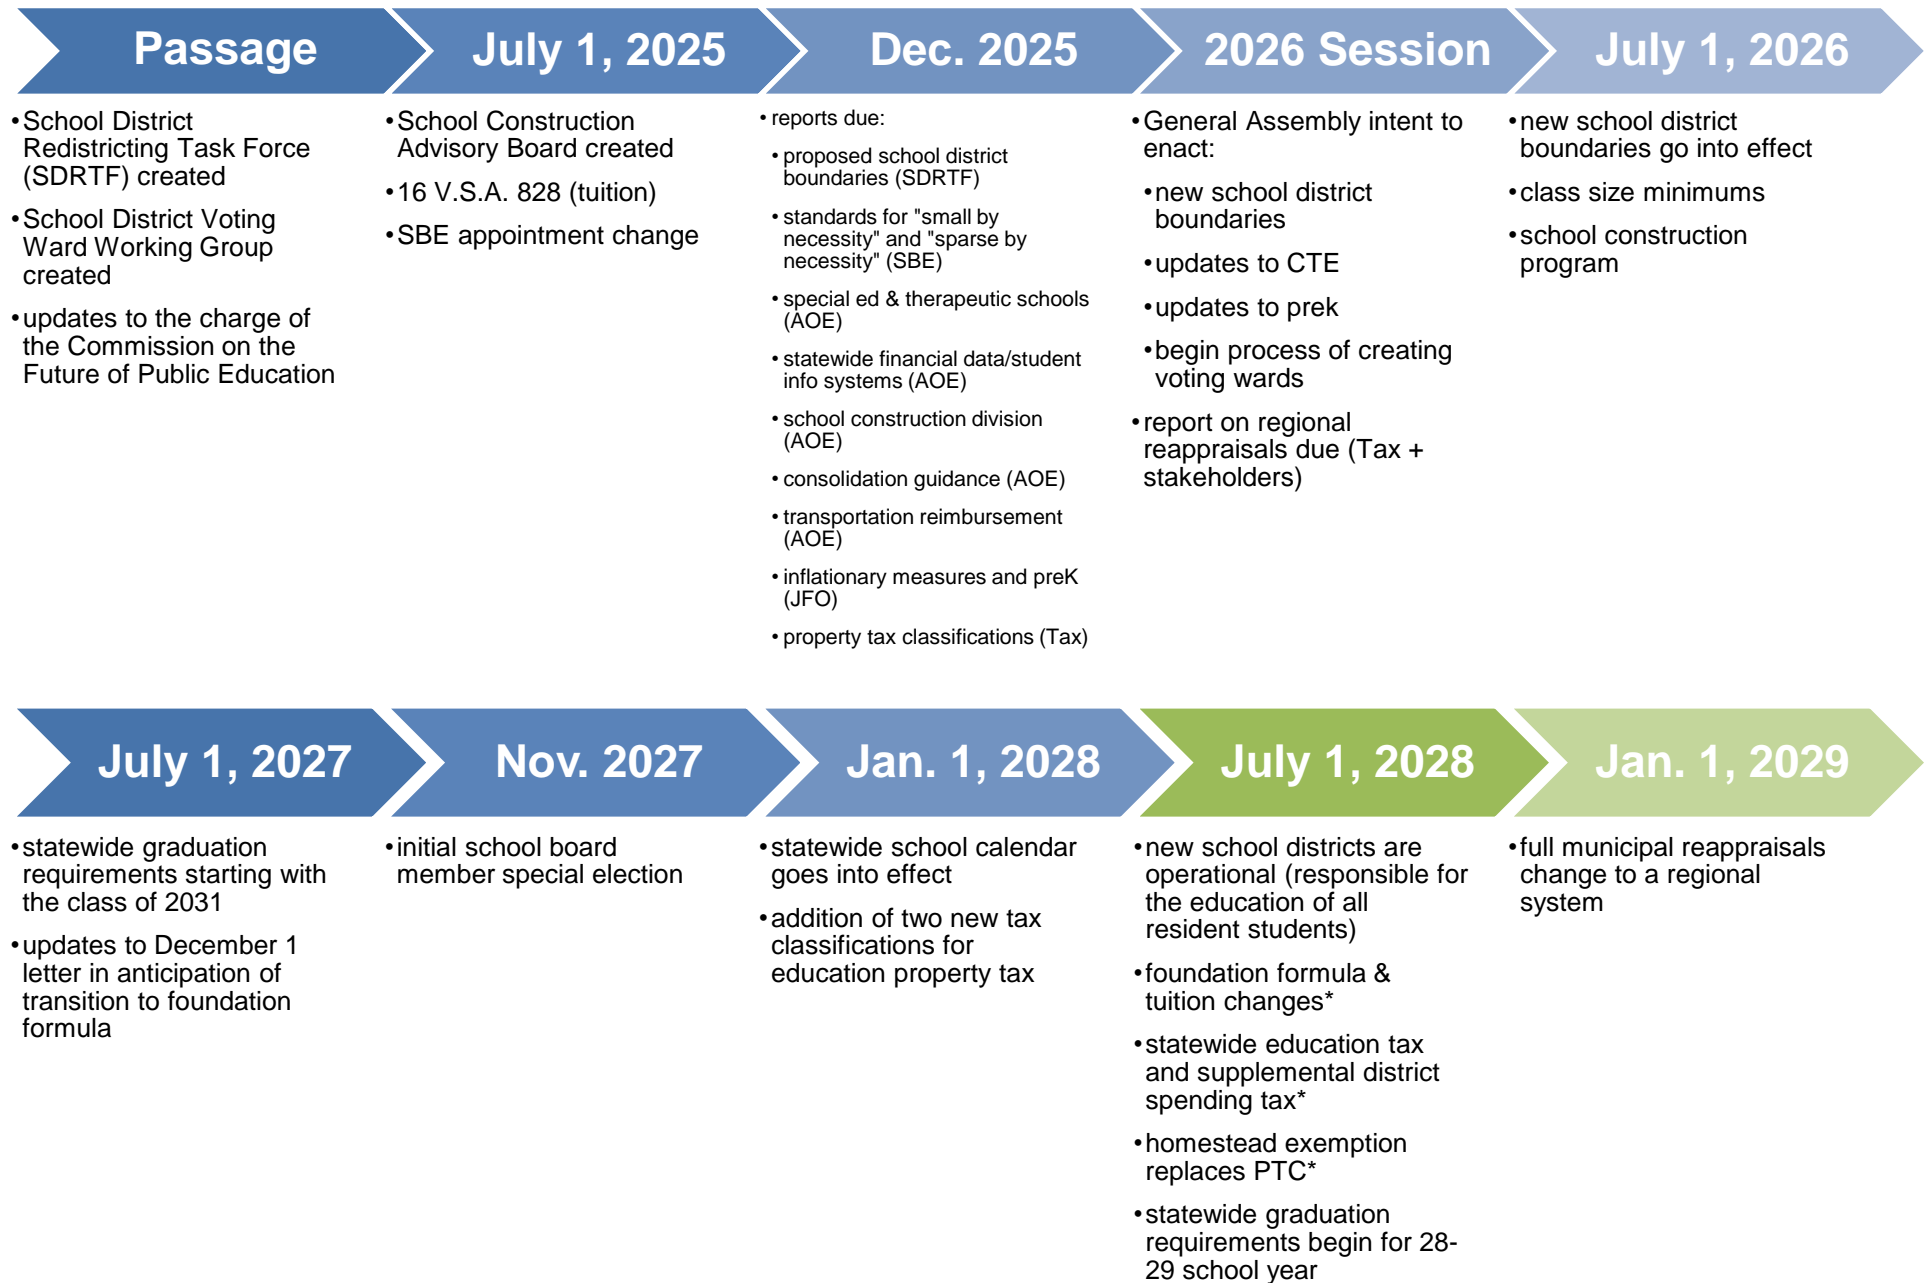 Passage
July 1, 2025
Dec. 2025
2026 Session
July 1, 2026
•School District
Redistricting Task Force
(SDRTF) created
•School District Voting
Ward Working Group
created
•updates to the charge of
the Commission on the
Future of Public Education
•School Construction
Advisory Board created
•16 V.S.A. 828 (tuition)
•SBE appointment change
• reports due:
• proposed school district
boundaries (SDRTF)
• standards for "small by
necessity" and "sparse by
necessity" (SBE)
• special ed & therapeutic schools
(AOE)
• statewide financial data/student
info systems (AOE)
• school construction division
(AOE)
• consolidation guidance (AOE)
• transportation reimbursement
(AOE)
• inflationary measures and preK
(JFO)
• property tax classifications (Tax)
•General Assembly intent to
enact:
•new school district
boundaries
•updates to CTE
•updates to prek
•begin process of creating
voting wards
•report on regional
reappraisals due (Tax +
stakeholders)
•new school district
boundaries go into effect
•class size minimums
•school construction
program
July 1, 2027
Nov. 2027
Jan. 1, 2028
July 1, 2028
Jan. 1, 2029
•statewide graduation
requirements starting with
the class of 2031
•updates to December 1
letter in anticipation of
transition to foundation
formula
•initial school board
member special election
•statewide school calendar
goes into effect
•addition of two new tax
classifications for
education property tax
•new school districts are
operational (responsible for
the education of all
resident students)
•foundation formula &
tuition changes*
•statewide education tax
and supplemental district
spending tax*
•homestead exemption
replaces PTC*
•statewide graduation
requirements begin for 28-
29 school year
•full municipal reappraisals
change to a regional
system